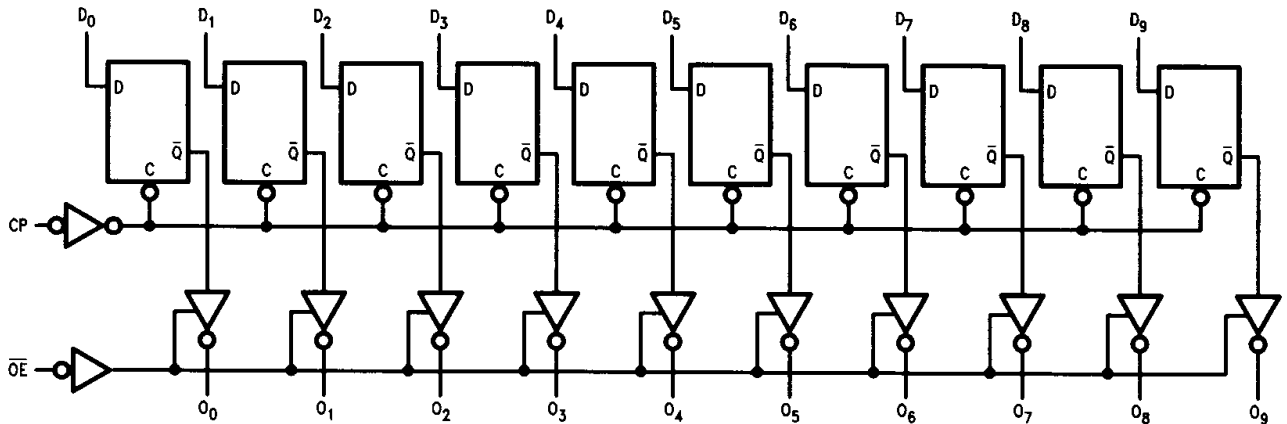 D₀ D₁ D₂ D₃ D₄ D₅ D₆ D₇ D₈ D₉
D D D D D D D D D D
Q̅ Q̅ Q̅ Q̅ Q̅ Q̅ Q̅ Q̅ Q̅ Q̅
C C C C C C C C C C
CP
O̅E̅
O₀ O₁ O₂ O₃ O₄ O₅ O₆ O₇ O₈ O₉